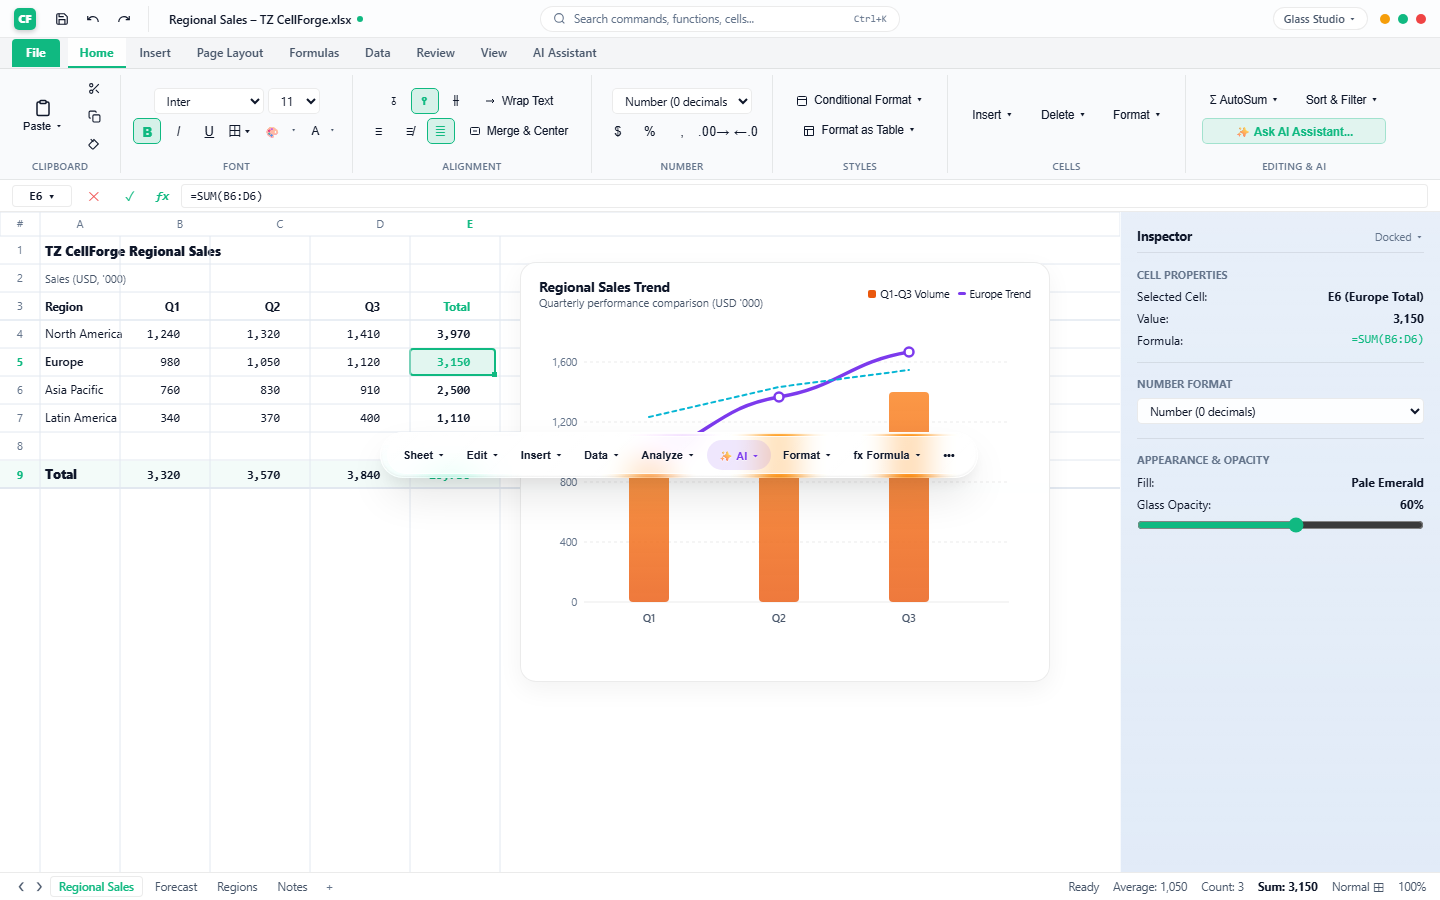 CF Regional Sales – TZ CellForge.xlsx Search commands, functions, cells... Ctrl+K Glass Studio
File Home Insert Page Layout Formulas Data Review View AI Assistant
Paste
CLIPBOARD
Inter 11
B I U A
FONT
Wrap Text
Merge & Center
ALIGNMENT
Number (0 decimals
$ % , .00→ ←.0
NUMBER
Conditional Format
Format as Table
STYLES
Insert Delete Format
CELLS
Σ AutoSum Sort & Filter
Ask AI Assistant...
EDITING & AI
E6 fx =SUM(B6:D6)
# A B C D E
1 TZ CellForge Regional Sales
2 Sales (USD, '000)
3 Region Q1 Q2 Q3 Total
4 North America 1,240 1,320 1,410 3,970
5 Europe 980 1,050 1,120 3,150
6 Asia Pacific 760 830 910 2,500
7 Latin America 340 370 400 1,110
8
9 Total 3,320 3,570 3,840
Regional Sales Trend
Quarterly performance comparison (USD '000)
Q1-Q3 Volume Europe Trend
1,600
1,200
800
400
0
Q1 Q2 Q3
Sheet Edit Insert Data Analyze AI Format fx Formula •••
Inspector Docked
CELL PROPERTIES
Selected Cell: E6 (Europe Total)
Value: 3,150
Formula: =SUM(B6:D6)
NUMBER FORMAT
Number (0 decimals)
APPEARANCE & OPACITY
Fill: Pale Emerald
Glass Opacity: 60%
Regional Sales Forecast Regions Notes +
Ready Average: 1,050 Count: 3 Sum: 3,150 Normal 100%